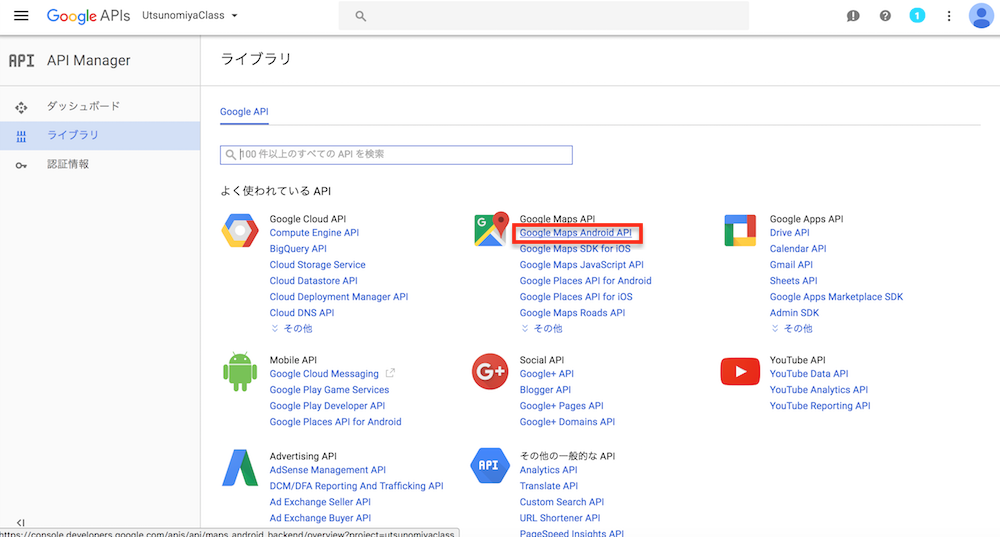 Google APIs UtsunomiyaClass 1
API API Manager
ライブラリ
ダッシュボード
ライブラリ
認証情報
Google API
100 件以上のすべての API を検索
よく使われている API
Google Cloud API
Compute Engine API
BigQuery API
Cloud Storage Service
Cloud Datastore API
Cloud Deployment Manager API
Cloud DNS API
その他
G
Google Maps API
Google Maps Android API
Google Maps SDK for iOS
Google Maps JavaScript API
Google Places API for Android
Google Places API for iOS
Google Maps Roads API
その他
Google Apps API
Drive API
Calendar API
Gmail API
Sheets API
Google Apps Marketplace SDK
Admin SDK
その他
Mobile API
Google Cloud Messaging
Google Play Game Services
Google Play Developer API
Google Places API for Android
G+
Social API
Google+ API
Blogger API
Google+ Pages API
Google+ Domains API
YouTube API
YouTube Data API
YouTube Analytics API
YouTube Reporting API
Advertising API
AdSense Management API
DCM/DFA Reporting And Trafficking API
Ad Exchange Seller API
Ad Exchange Buyer API
API
その他の一般的な API
Analytics API
Translate API
Custom Search API
URL Shortener API
PageSpeed Insights API
https://console.developers.google.com/apis/api/maps_android_backend/overview?project=utsunomiyaclass